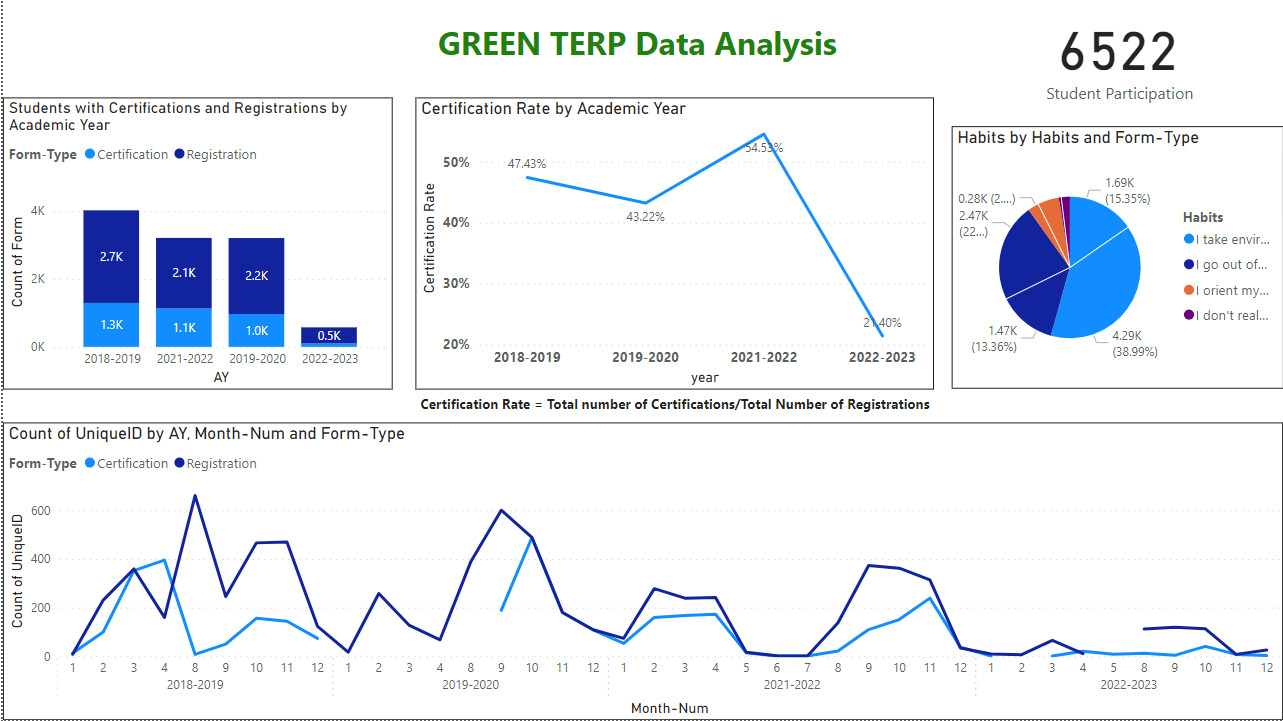 GREEN TERP Data Analysis
6522
Student Participation
Students with Certifications and Registrations by
Academic Year
Form-Type Certification Registration
Count of Form
4K
2K
0K
2.7K
2.1K
2.2K
1.3K
1.1K
1.0K
0.5K
2018-2019 2021-2022 2019-2020 2022-2023
AY
Certification Rate by Academic Year
Certification Rate
50%
40%
30%
20%
47.43%
43.22%
54.53%
21.40%
2018-2019 2019-2020 2021-2022 2022-2023
year
Certification Rate = Total number of Certifications/Total Number of Registrations
Habits by Habits and Form-Type
1.69K
(15.35%)
0.28K (2....)
2.47K
(22...)
1.47K
(13.36%)
4.29K
(38.99%)
Habits
I take envir...
I go out of...
I orient my...
I don't real...
Count of UniqueID by AY, Month-Num and Form-Type
Form-Type Certification Registration
Count of UniqueID
600
400
200
0
1 2 3 4 8 9 10 11 12 1 2 3 4 8 9 10 11 12 1 2 3 4 5 6 7 8 9 10 11 12 1 2 3 4 5 8 9 10 11 12
2018-2019 2019-2020 2021-2022 2022-2023
Month-Num